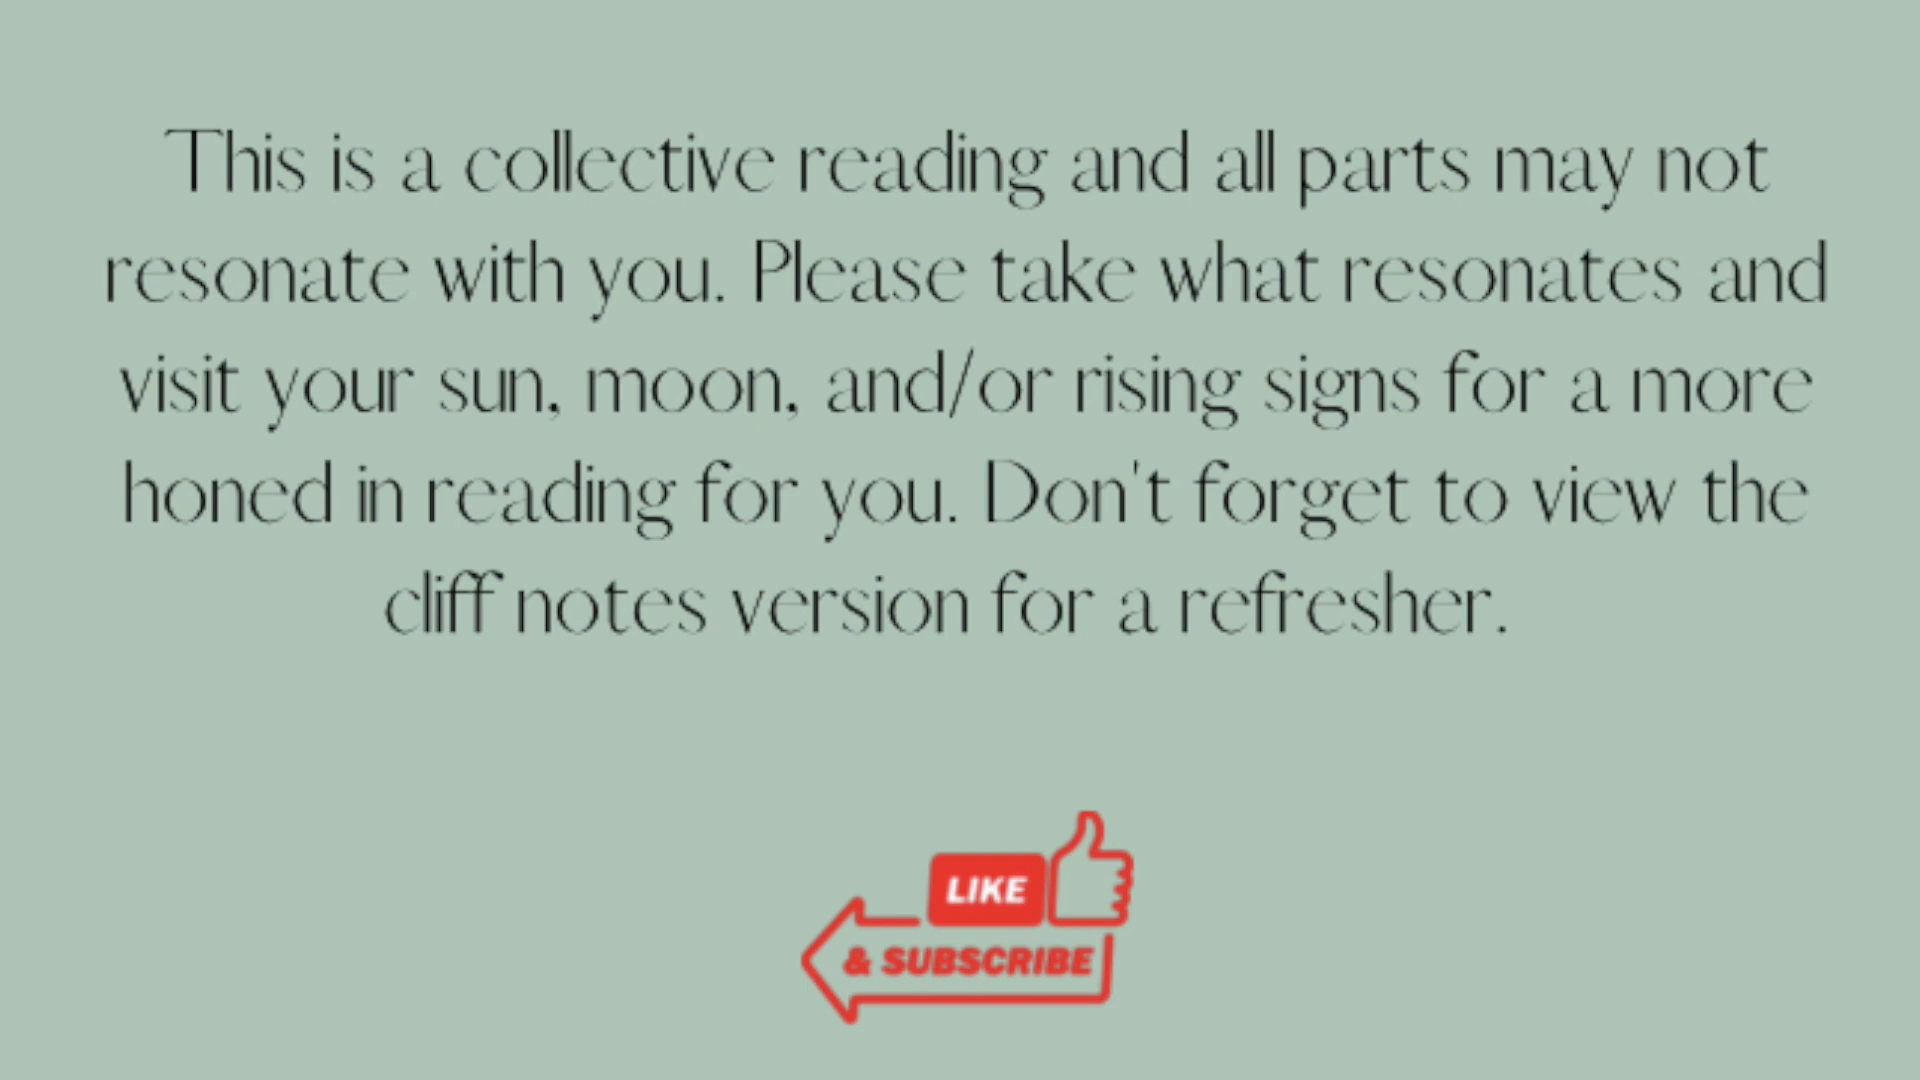 This is a collective reading and all parts may not
resonate with you. Please take what resonates and
visit your sun, moon, and/or rising signs for a more
honed in reading for you. Don't forget to view the
cliff notes version for a refresher.
LIKE
& SUBSCRIBE